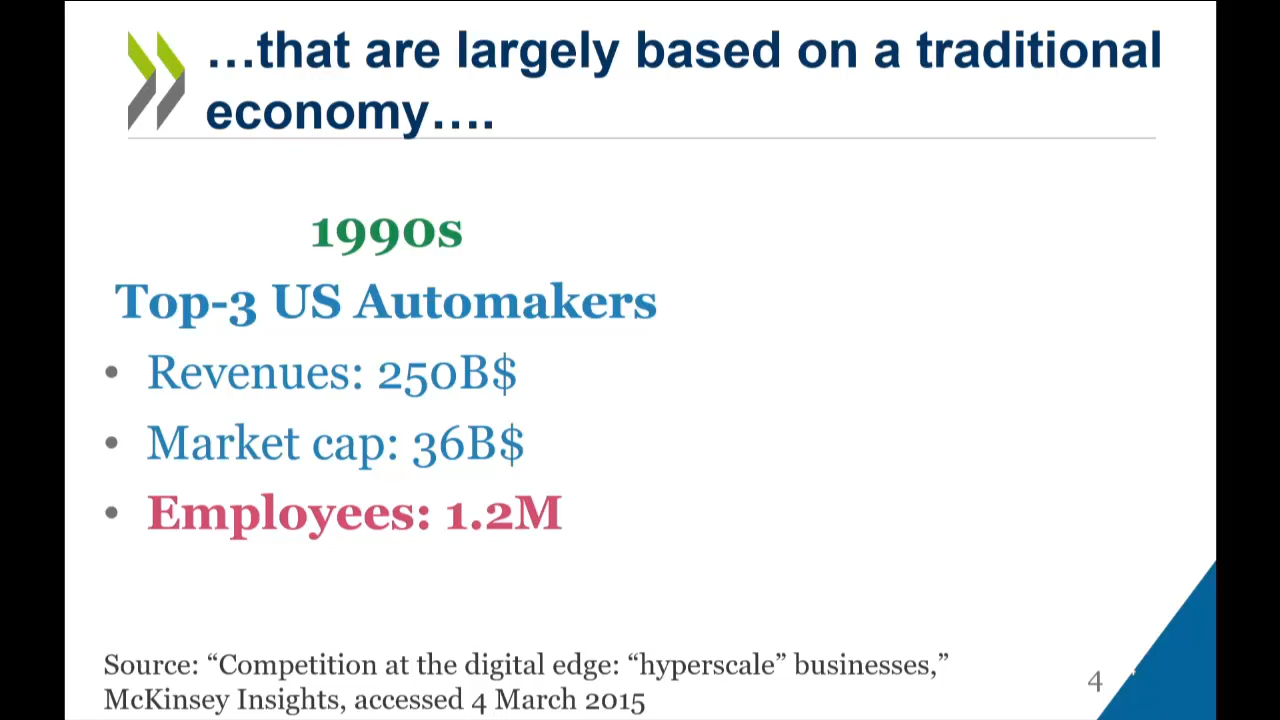 …that are largely based on a traditional
economy….
1990s
Top-3 US Automakers
• Revenues: 250B$
• Market cap: 36B$
• Employees: 1.2M
Source: “Competition at the digital edge: “hyperscale” businesses,”
McKinsey Insights, accessed 4 March 2015
4